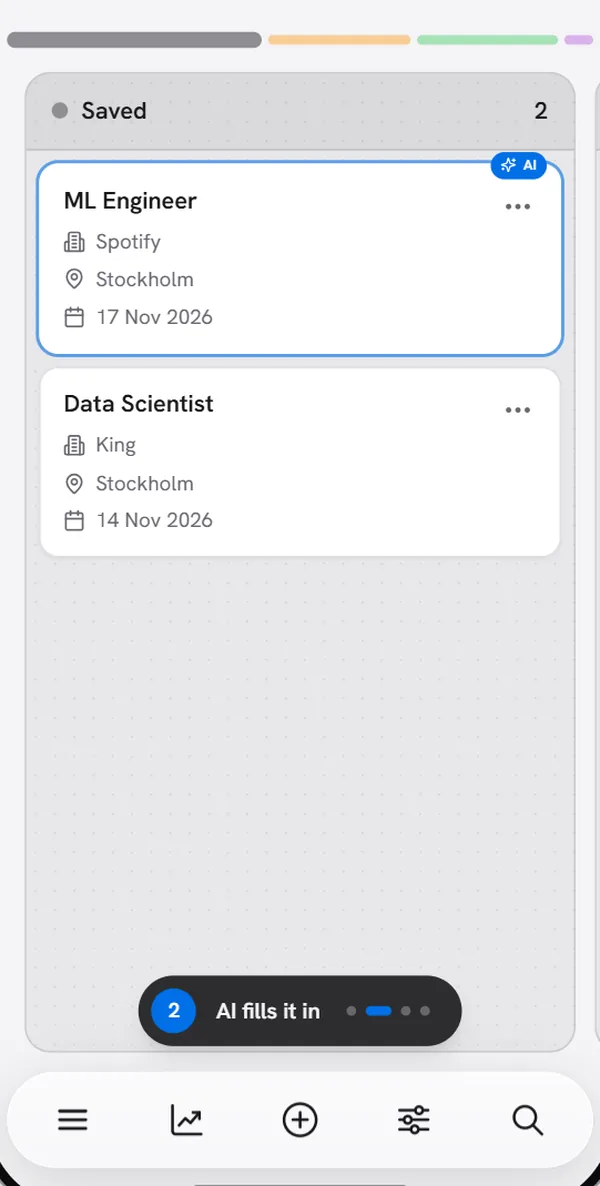 Saved
2
AI
ML Engineer
Spotify
Stockholm
17 Nov 2026
Data Scientist
King
Stockholm
14 Nov 2026
2
AI fills it in